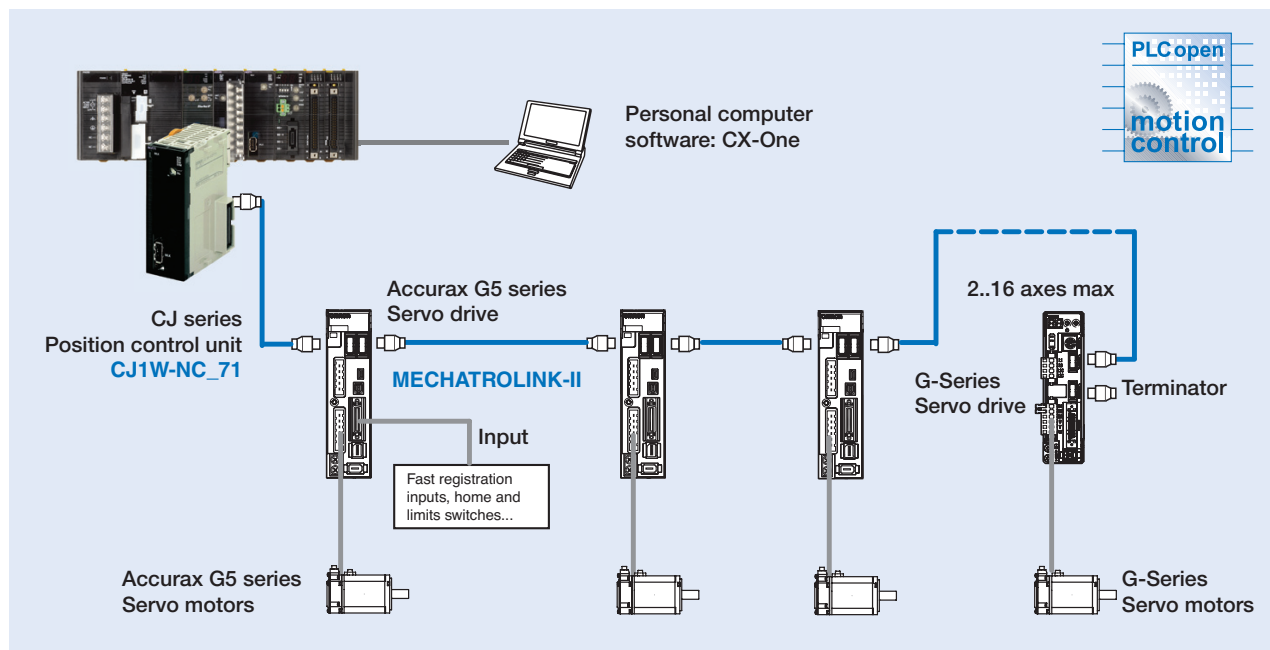 PLCopen
motion
control
Personal computer
software: CX-One
Accurax G5 series
Servo drive
2..16 axes max
CJ series
Position control unit
CJ1W-NC_71
MECHATROLINK-II
G-Series
Servo drive
Terminator
Input
Fast registration
inputs, home and
limits switches...
Accurax G5 series
Servo motors
G-Series
Servo motors